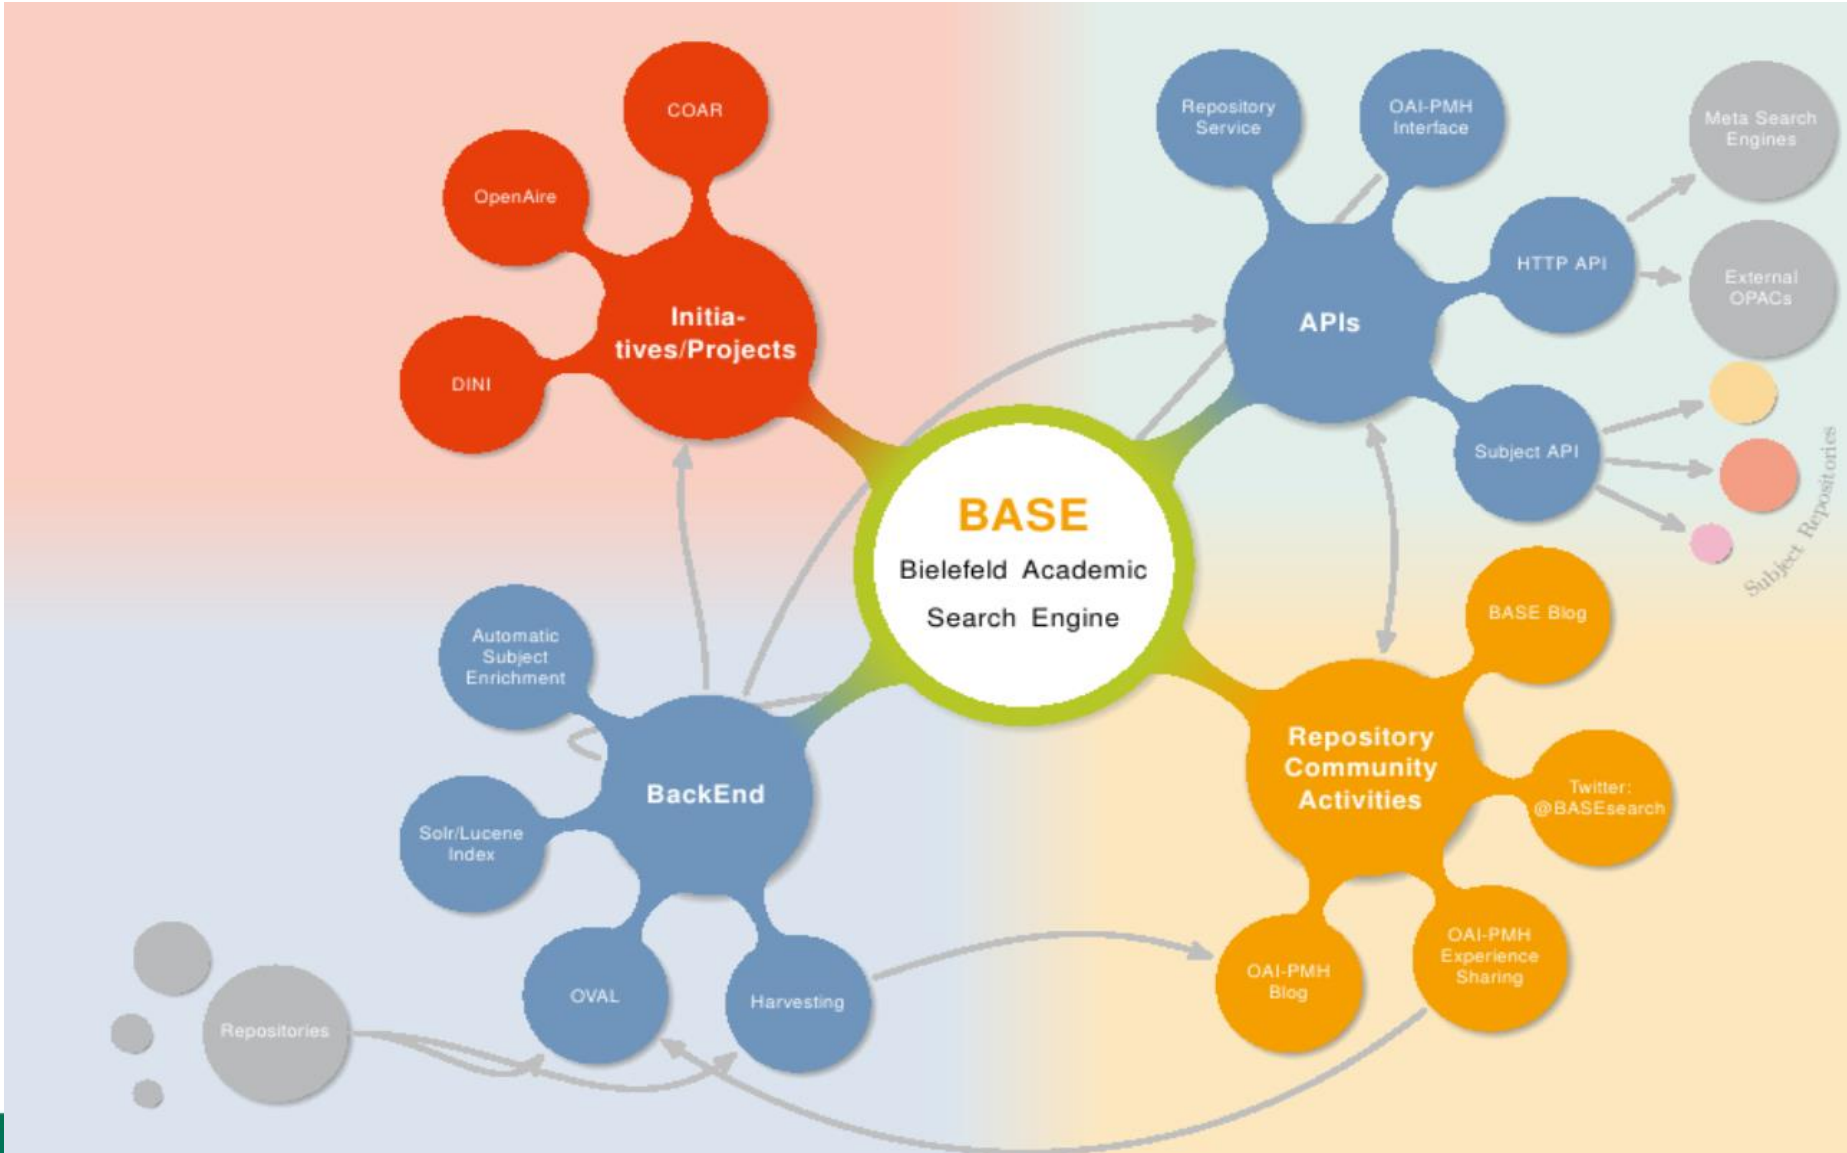 COAR
OpenAire
Initia-
tives/Projects
DINI
Repository
Service
OAI-PMH
Interface
Meta Search
Engines
HTTP API
External
OPACs
APIs
Subject API
Subject Repositories
BASE
Bielefeld Academic
Search Engine
Automatic
Subject
Enrichment
BackEnd
Solr/Lucene
Index
OVAL
Harvesting
Repositories
BASE Blog
Repository
Community
Activities
Twitter:
@BASEsearch
OAI-PMH
Blog
OAI-PMH
Experience
Sharing